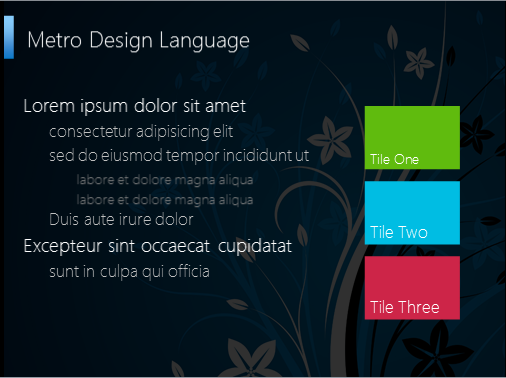 Metro Design Language
Lorem ipsum dolor sit amet
consectetur adipisicing elit
sed do eiusmod tempor incididunt ut
labore et dolore magna aliqua
labore et dolore magna aliqua
Duis aute irure dolor
Excepteur sint occaecat cupidatat
sunt in culpa qui officia
Tile One
Tile Two
Tile Three